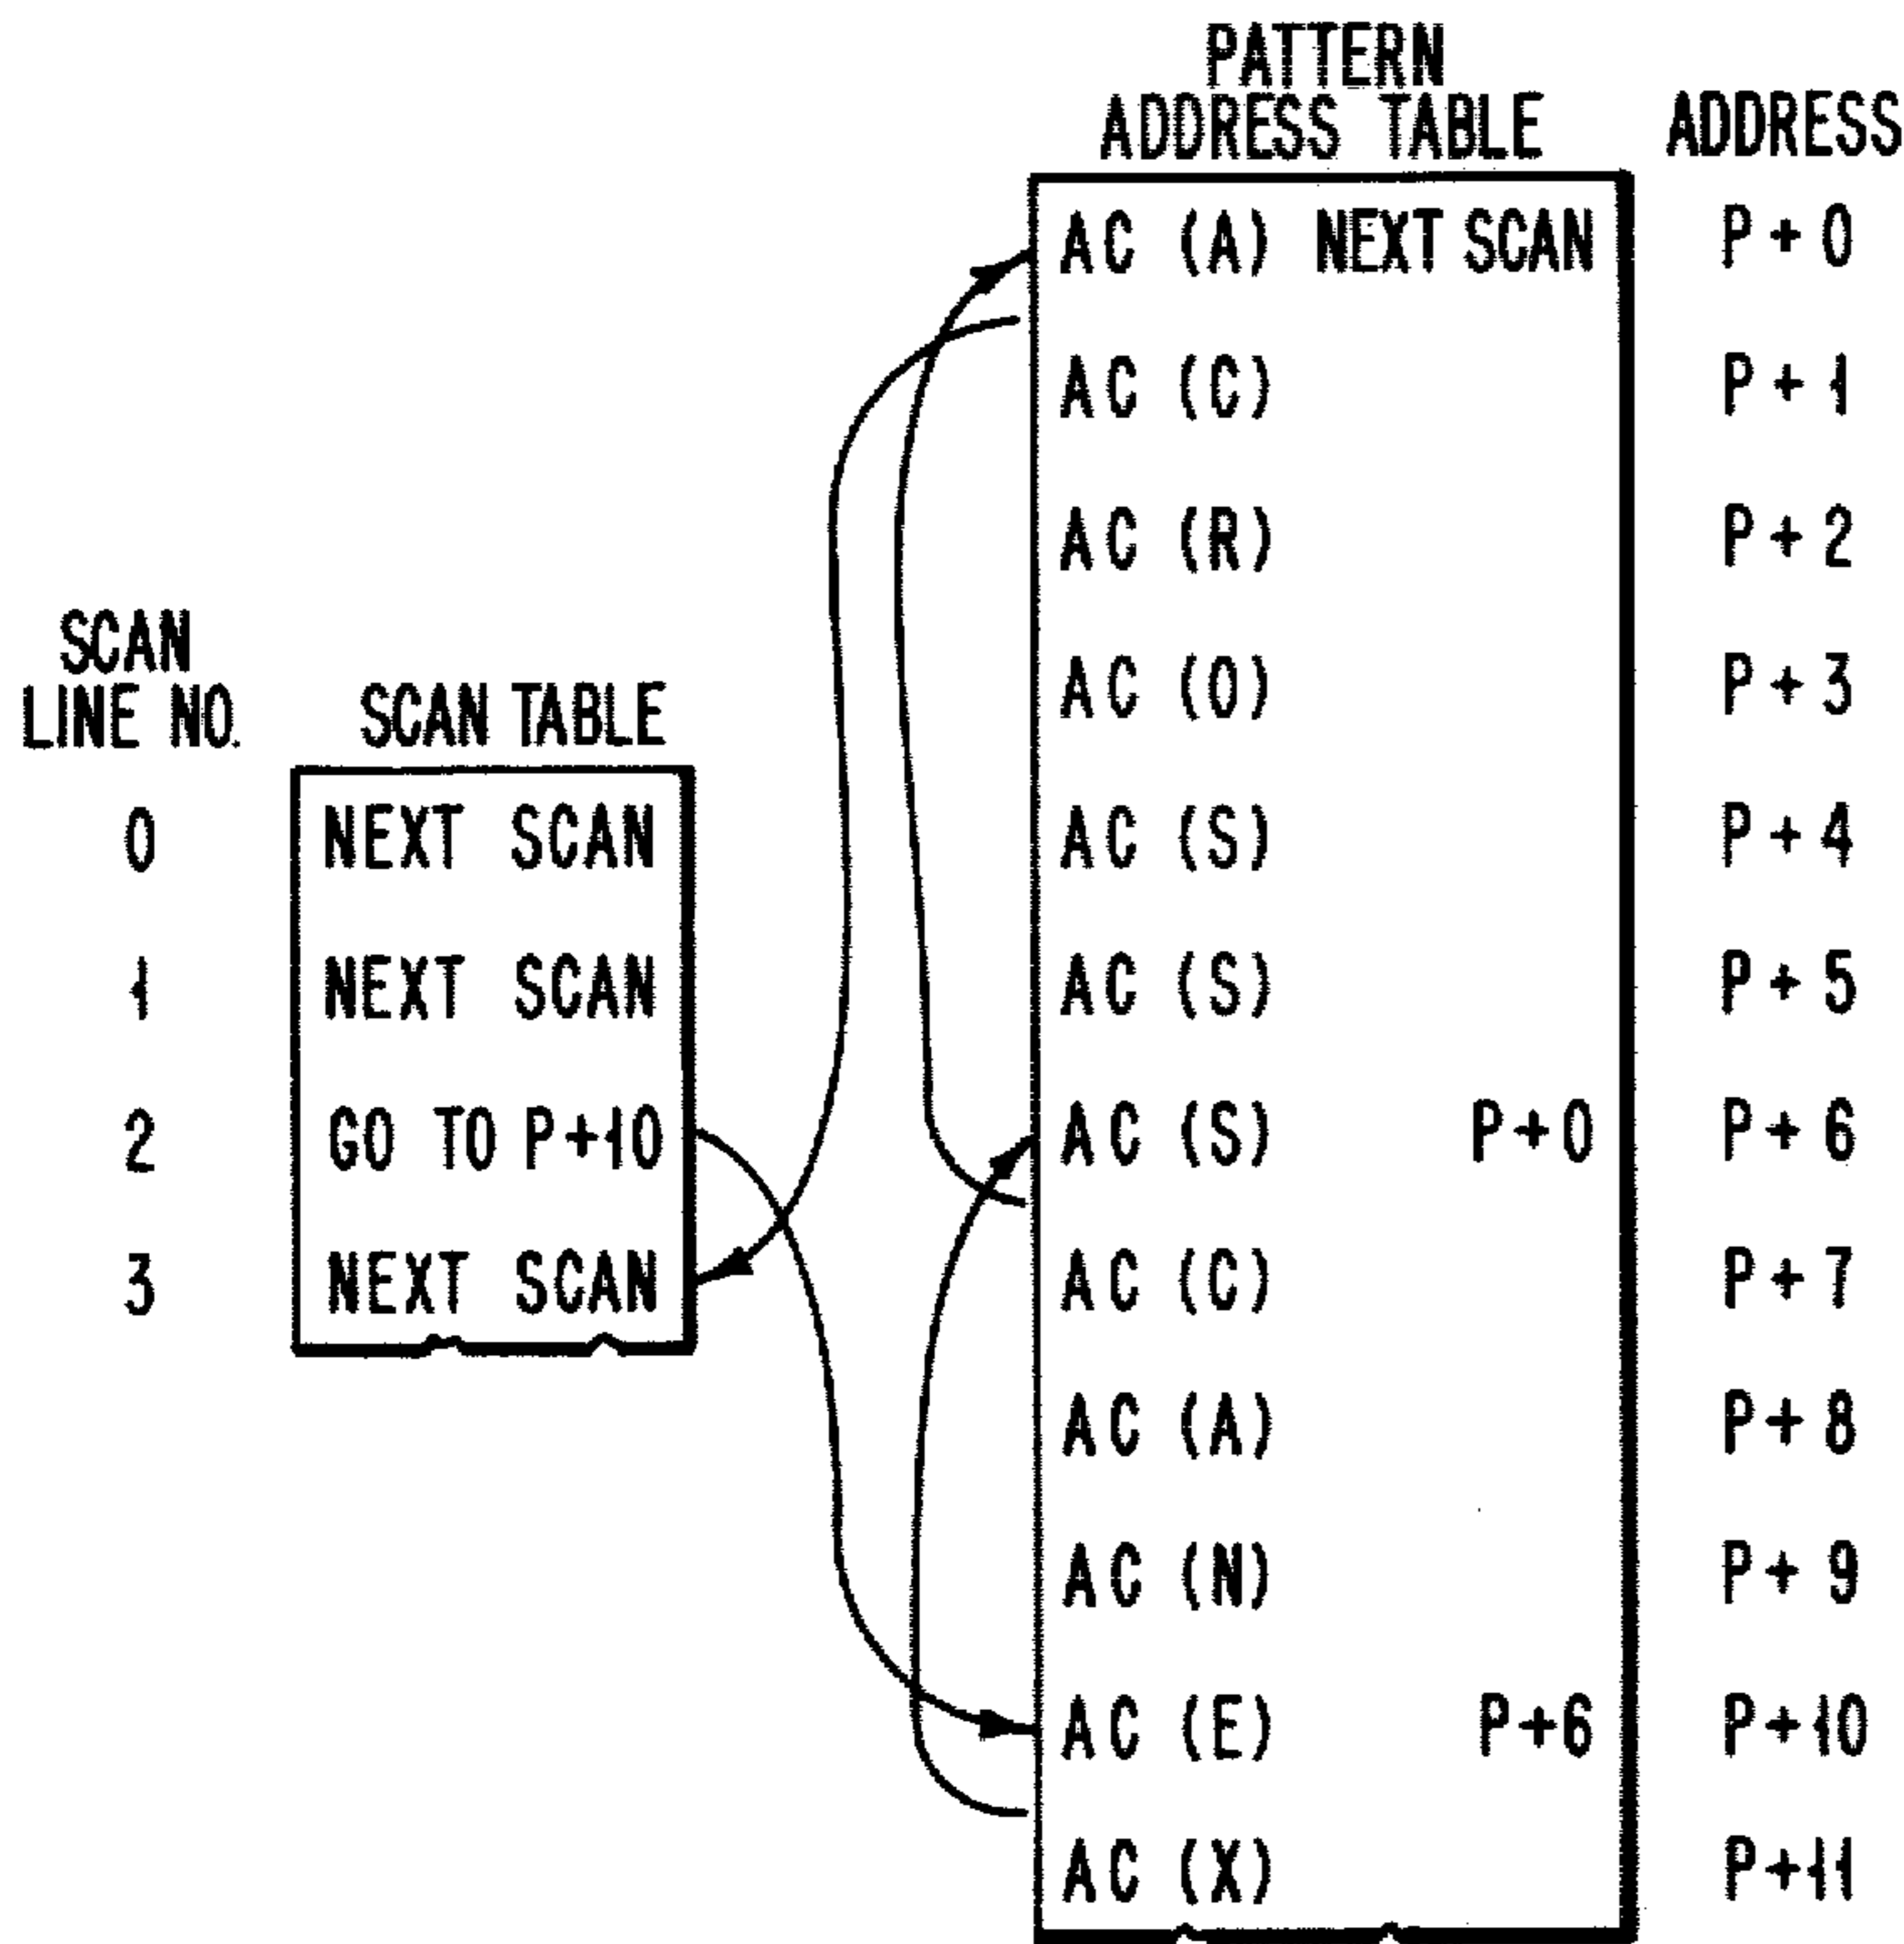 PATTERN
ADDRESS TABLE ADDRESS
AC (A) NEXT SCAN P+0
AC (C) P+1
AC (R) P+2
AC (O) P+3
AC (S) P+4
AC (S) P+5
AC (S) P+0 P+6
AC (C) P+7
AC (A) P+8
AC (N) P+9
AC (E) P+6 P+10
AC (X) P+11
SCAN
LINE NO. SCAN TABLE
0 NEXT SCAN
1 NEXT SCAN
2 GO TO P+10
3 NEXT SCAN